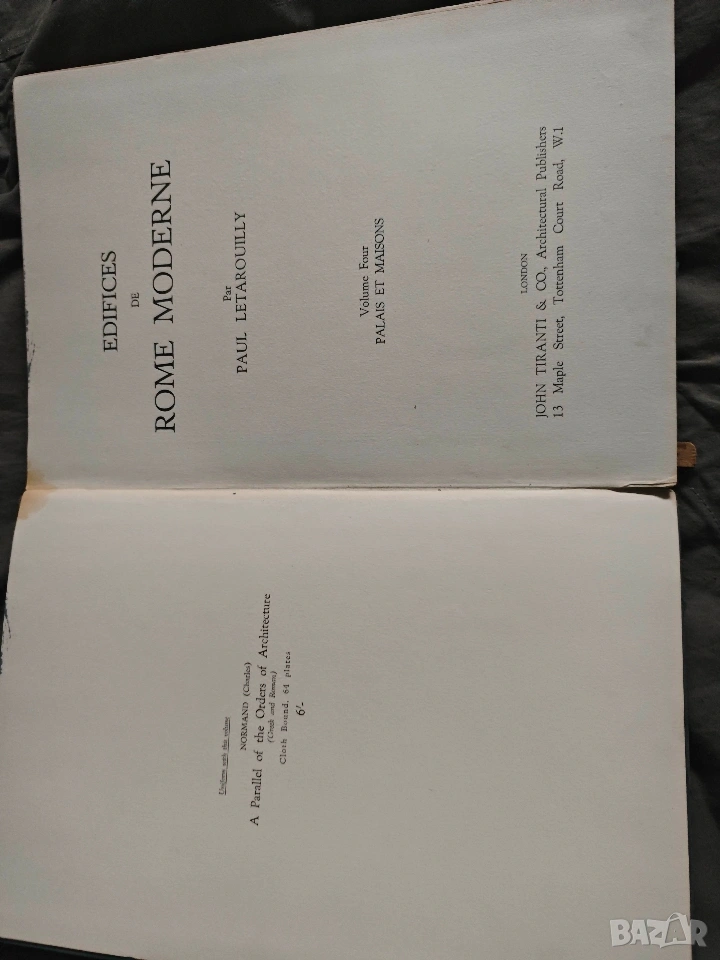 Uniform with this volume
NORMAND (Charles)
A Parallel of the Orders of Architecture
(Greek and Roman)
Cloth Bound, 64 plates
6/-
EDIFICES
DE
ROME MODERNE
Par
PAUL LETAROUILLY
Volume Four
PALAIS ET MAISONS
LONDON
JOHN TIRANTI & CO., Architectural Publishers
13 Maple Street, Tottenham Court Road, W.1
BAZAR